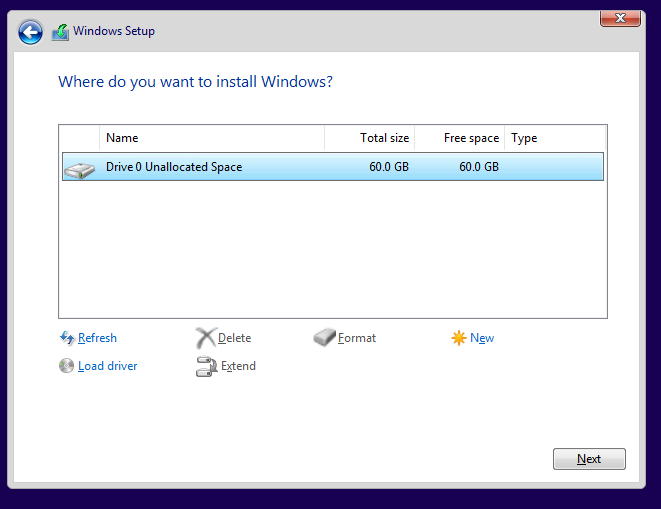 Windows Setup
Where do you want to install Windows?
Name Total size Free space Type
Drive 0 Unallocated Space 60.0 GB 60.0 GB
Refresh Delete Format New
Load driver Extend
Next